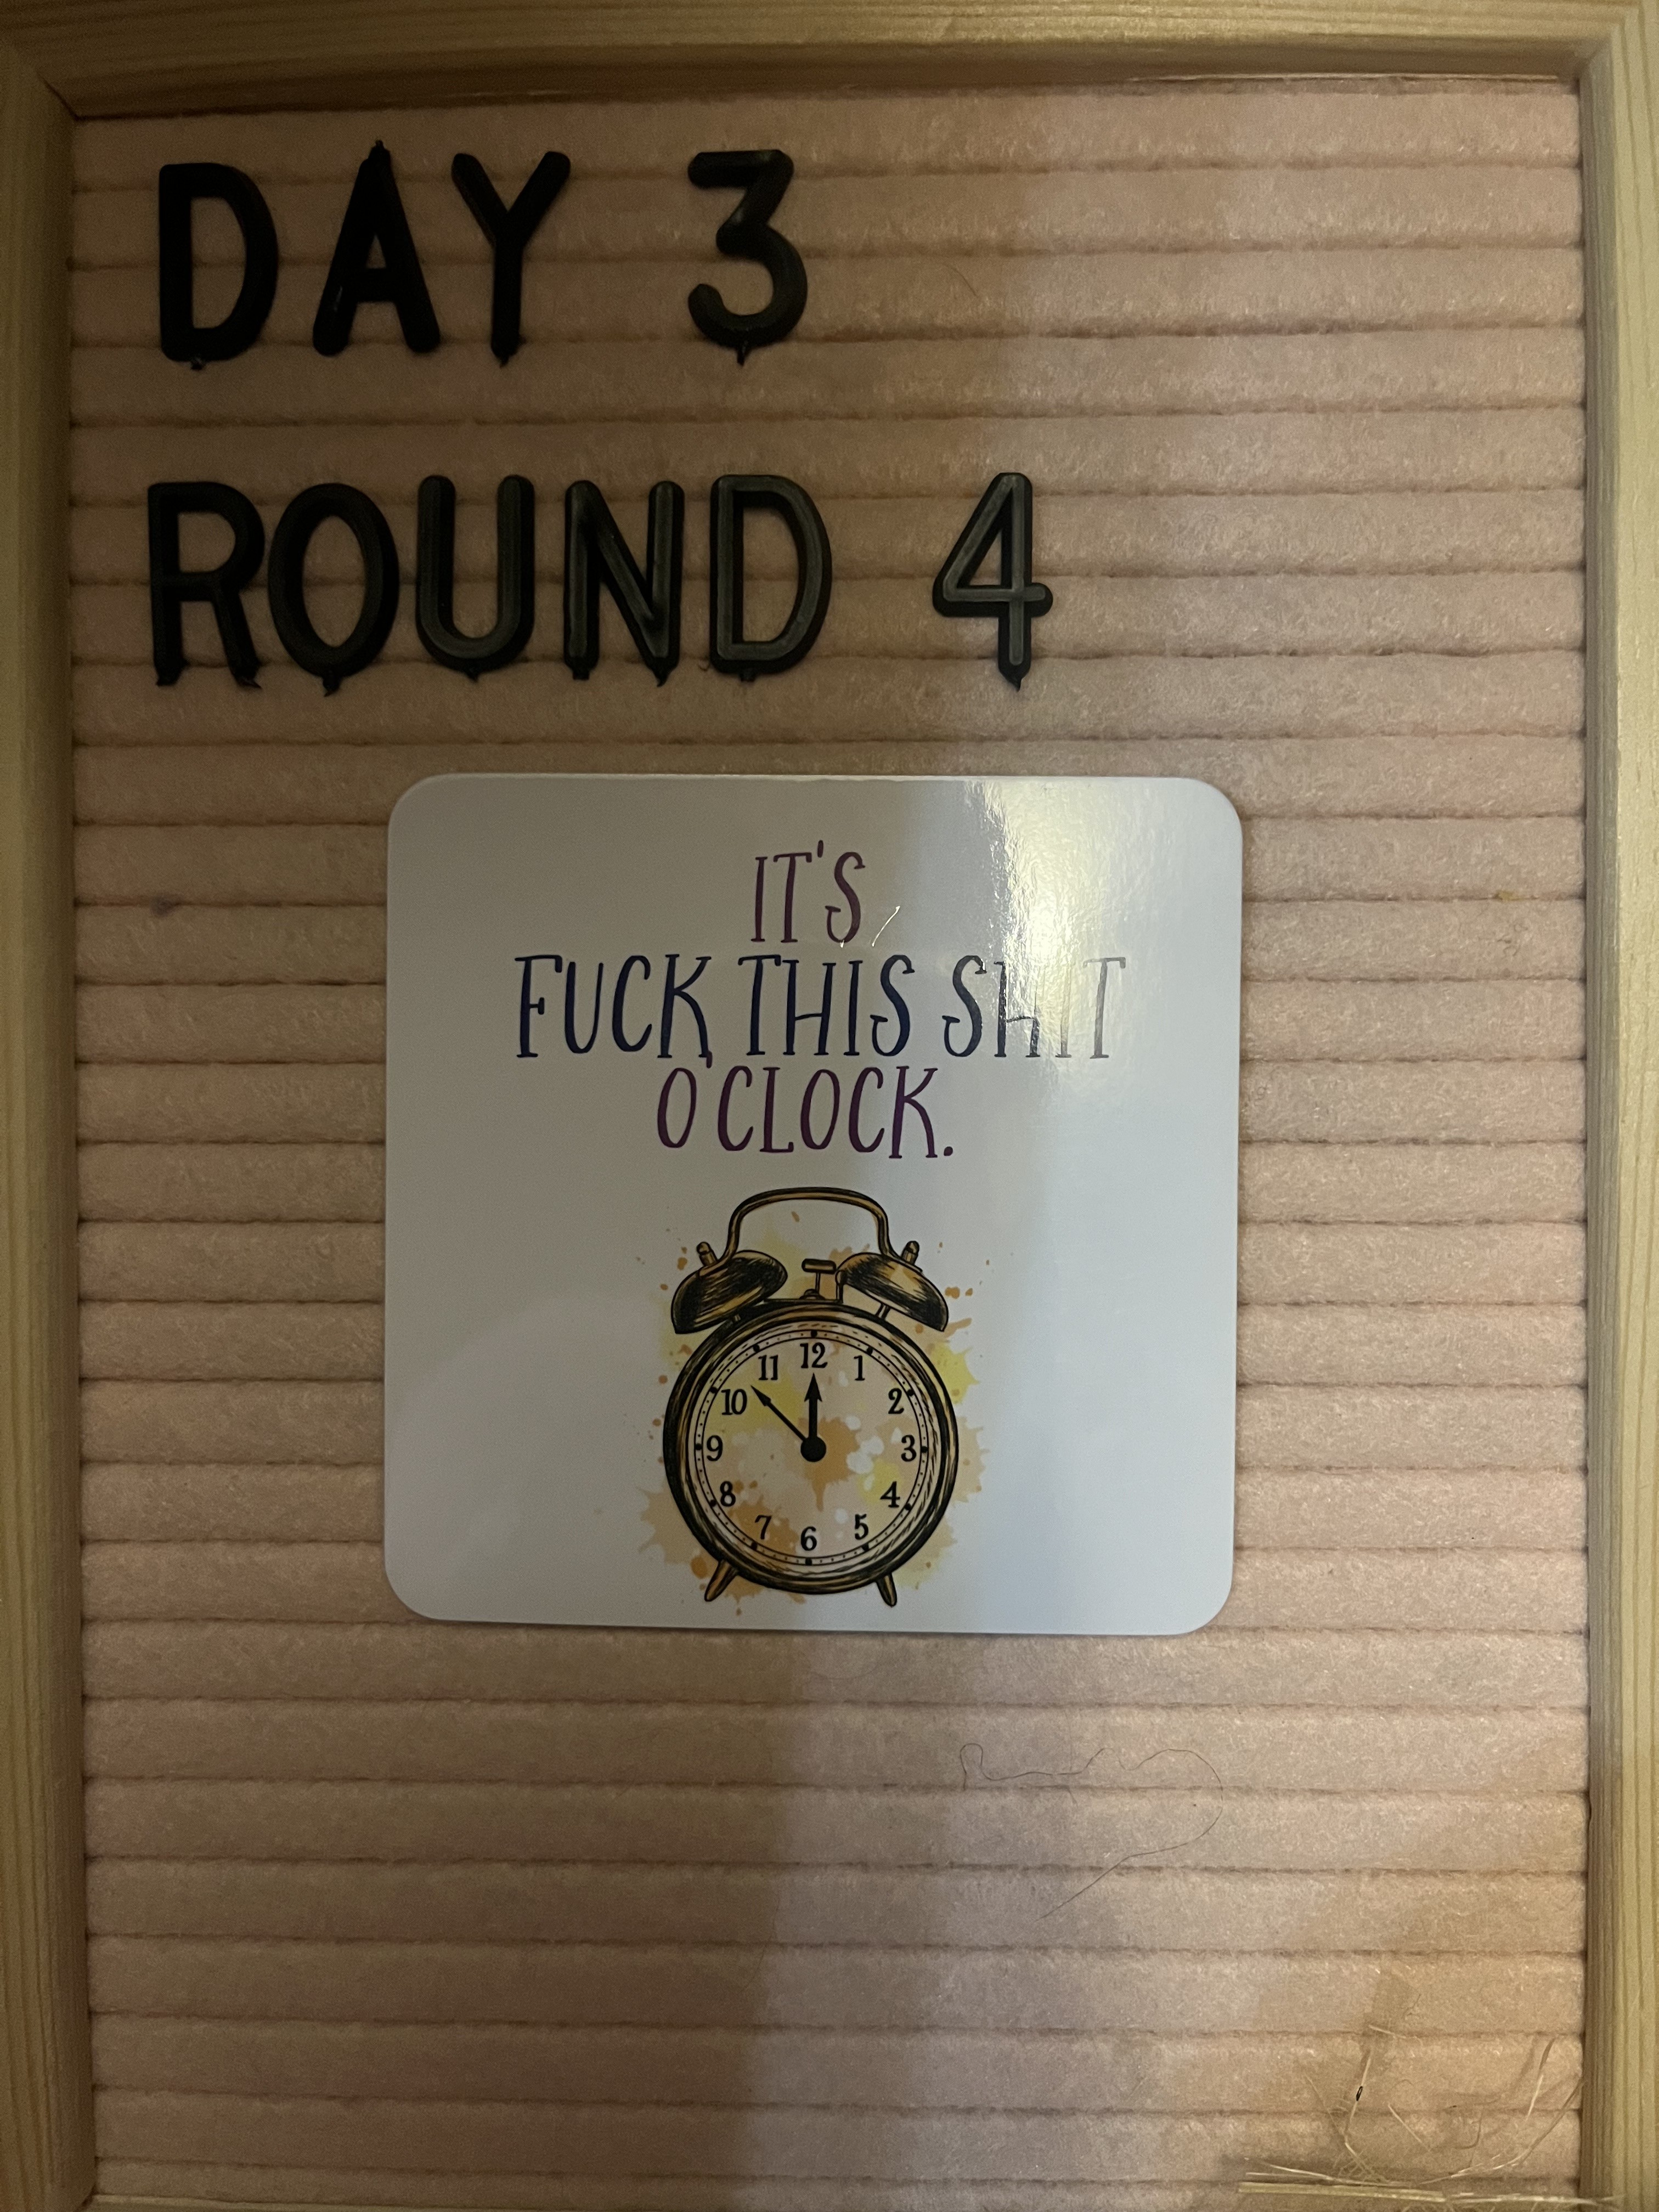 DAY 3
ROUND 4
IT'S
FUCK THIS SHIT
O'CLOCK.
12
11 1
10 2
9 3
8 4
7 5
6